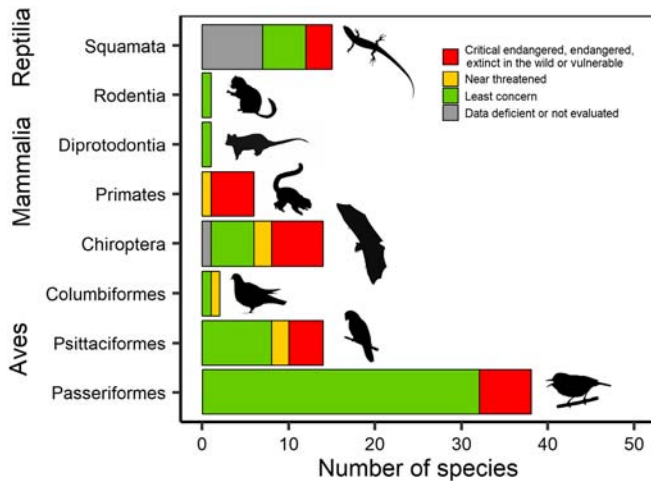 Reptilia
Mammalia
Aves
Squamata
Rodentia
Diprotodontia
Primates
Chiroptera
Columbiformes
Psittaciformes
Passeriformes
Critical endangered, endangered,
extinct in the wild or vulnerable
Near threatened
Least concern
Data deficient or not evaluated
0 10 20 30 40 50
Number of species